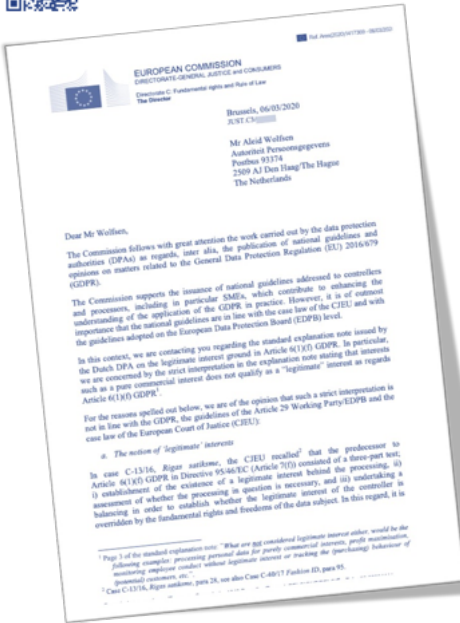 EUROPEAN COMMISSION
DIRECTORATE-GENERAL JUSTICE and CONSUMERS
Directorate C: Fundamental rights and Rule of Law
The Director
Brussels, 06/03/2020
Mr Aleid Wolfsen
Autoriteit Persoonsgegevens
Postbus 93374
2509 AJ Den Haag/The Hague
The Netherlands
Dear Mr Wolfsen,
The Commission follows with great attention the work carried out by the data protection
authorities (DPAs) as regards, inter alia, the publication of national guidelines and
opinions on matters related to the General Data Protection Regulation (EU) 2016/679
(GDPR).
The Commission supports the issuance of national guidelines addressed to controllers
and processors, including in particular SMEs, which contribute to enhancing the
understanding of the application of the GDPR in practice. However, it is of outmost
importance that the national guidelines are in line with the case law of the CJEU and with
the guidelines adopted on the European Data Protection Board (EDPB) level.
In this context, we are contacting you regarding the standard explanation note issued by
the Dutch DPA on the legitimate interest ground in Article 6(1)(f) GDPR. In particular,
we are concerned by the strict interpretation in the explanation note stating that interests
such as a pure commercial interest does not qualify as a “legitimate” interest as regards
Article 6(1)(f) GDPR¹.
For the reasons spelled out below, we are of the opinion that such a strict interpretation is
not in line with the GDPR, the guidelines of the Article 29 Working Party/EDPB and the
case law of the European Court of Justice (CJEU):
a. The notion of ‘legitimate’ interests
In case C-13/16, Rigas satiksme, the CJEU recalled² that the predecessor to
Article 6(1)(f) GDPR in Directive 95/46/EC (Article 7(f)) consisted of a three-part test;
i) establishment of the existence of a legitimate interest behind the processing, ii)
assessment of whether the processing in question is necessary, and iii) undertaking a
balancing in order to establish whether the legitimate interest of the controller is
overridden by the fundamental rights and freedoms of the data subject. In this regard, it is
¹ Page 3 of the standard explanation note: “What are not considered legitimate interest either, would be the
following examples: processing personal data for purely commercial interests, profit maximisation,
monitoring employee conduct without legitimate interest or tracking the (purchasing) behaviour of
(potential) customers, etc.”.
² Case C-13/16, Rigas satiksme, para 28, see also Case C-40/17 Fashion ID, para 95.